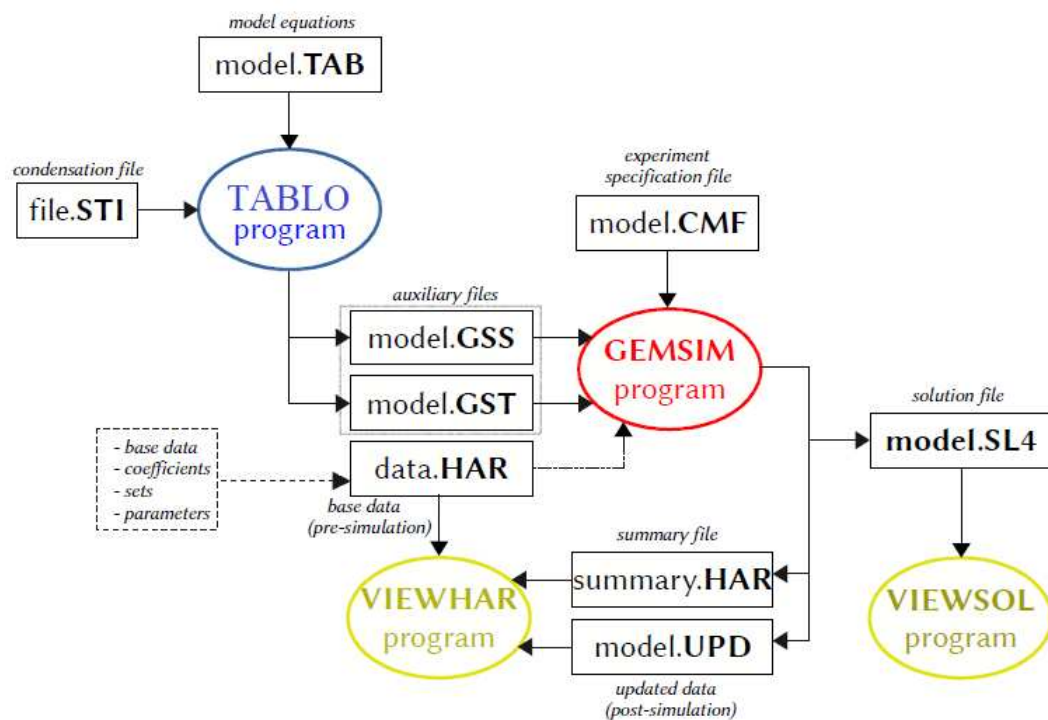 model equations
model.TAB
condensation file
file.STI
TABLO
program
experiment
specification file
model.CMF
auxiliary files
model.GSS
model.GST
GEMSIM
program
solution file
model.SL4
- base data
- coefficients
- sets
- parameters
data.HAR
base data
(pre-simulation)
summary file
summary.HAR
VIEWHAR
program
model.UPD
updated data
(post-simulation)
VIEWSOL
program